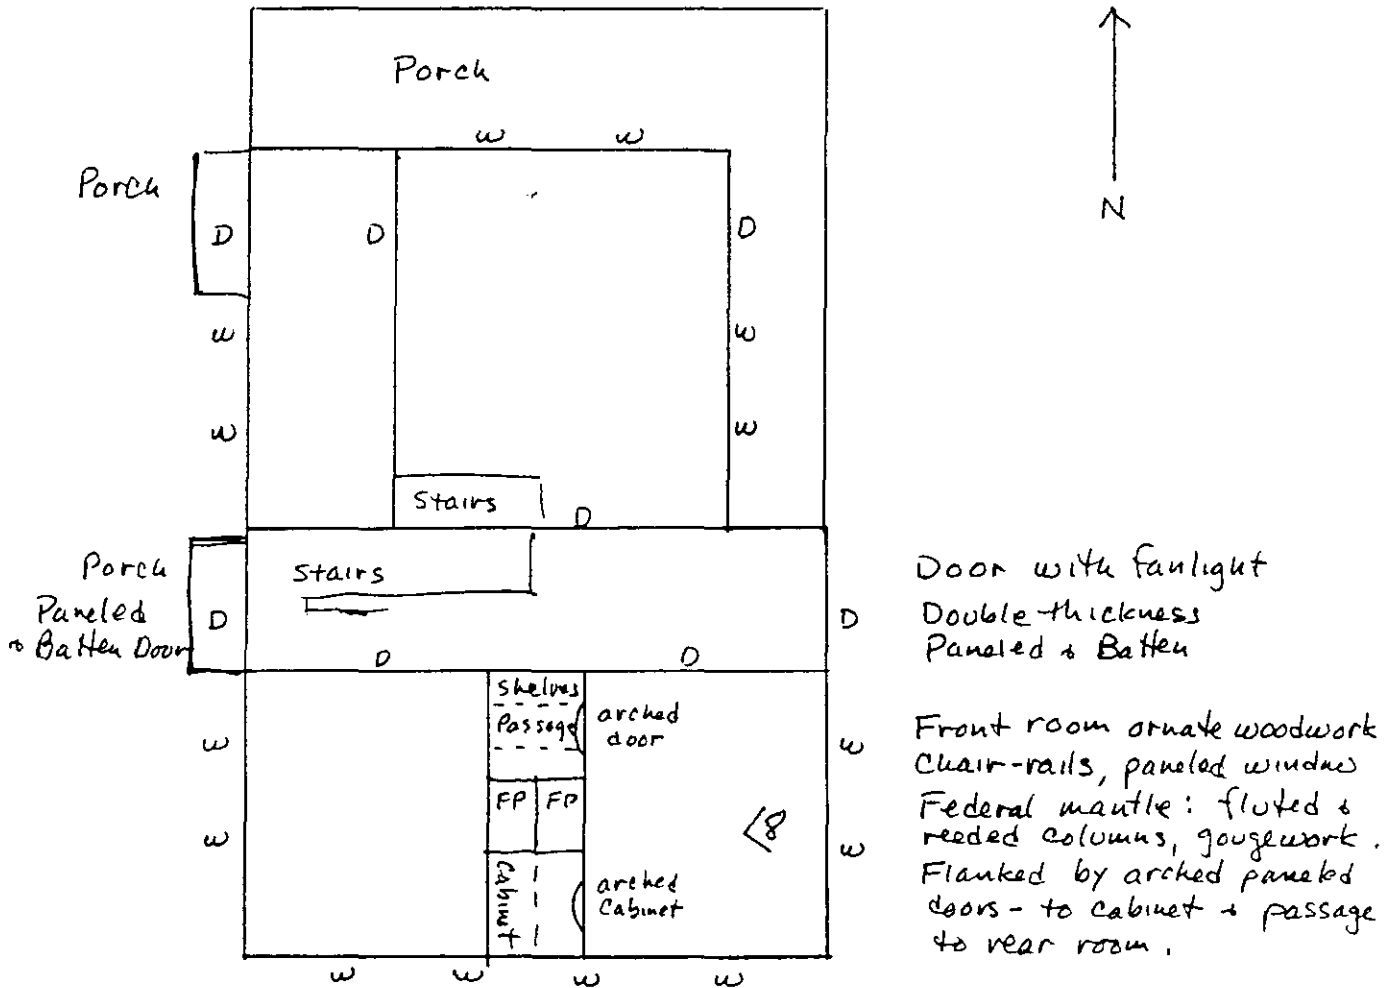 Porch
N
W W
Porch
D D D
W W
W W
Stairs
D
Porch
Paneled
& Batten Door
Stairs
D
D
Door with fanlight
Double-thickness
Paneled & Batten
D D
Shelves
Passage
arched
door
W W
FP FP
8
W W
Cabinet
arched
Cabinet
W W W W
Front room ornate woodwork
Chair-rails, paneled window
Federal mantle: fluted &
reeded columns, gougework.
Flanked by arched paneled
doors - to cabinet & passage
to rear room.